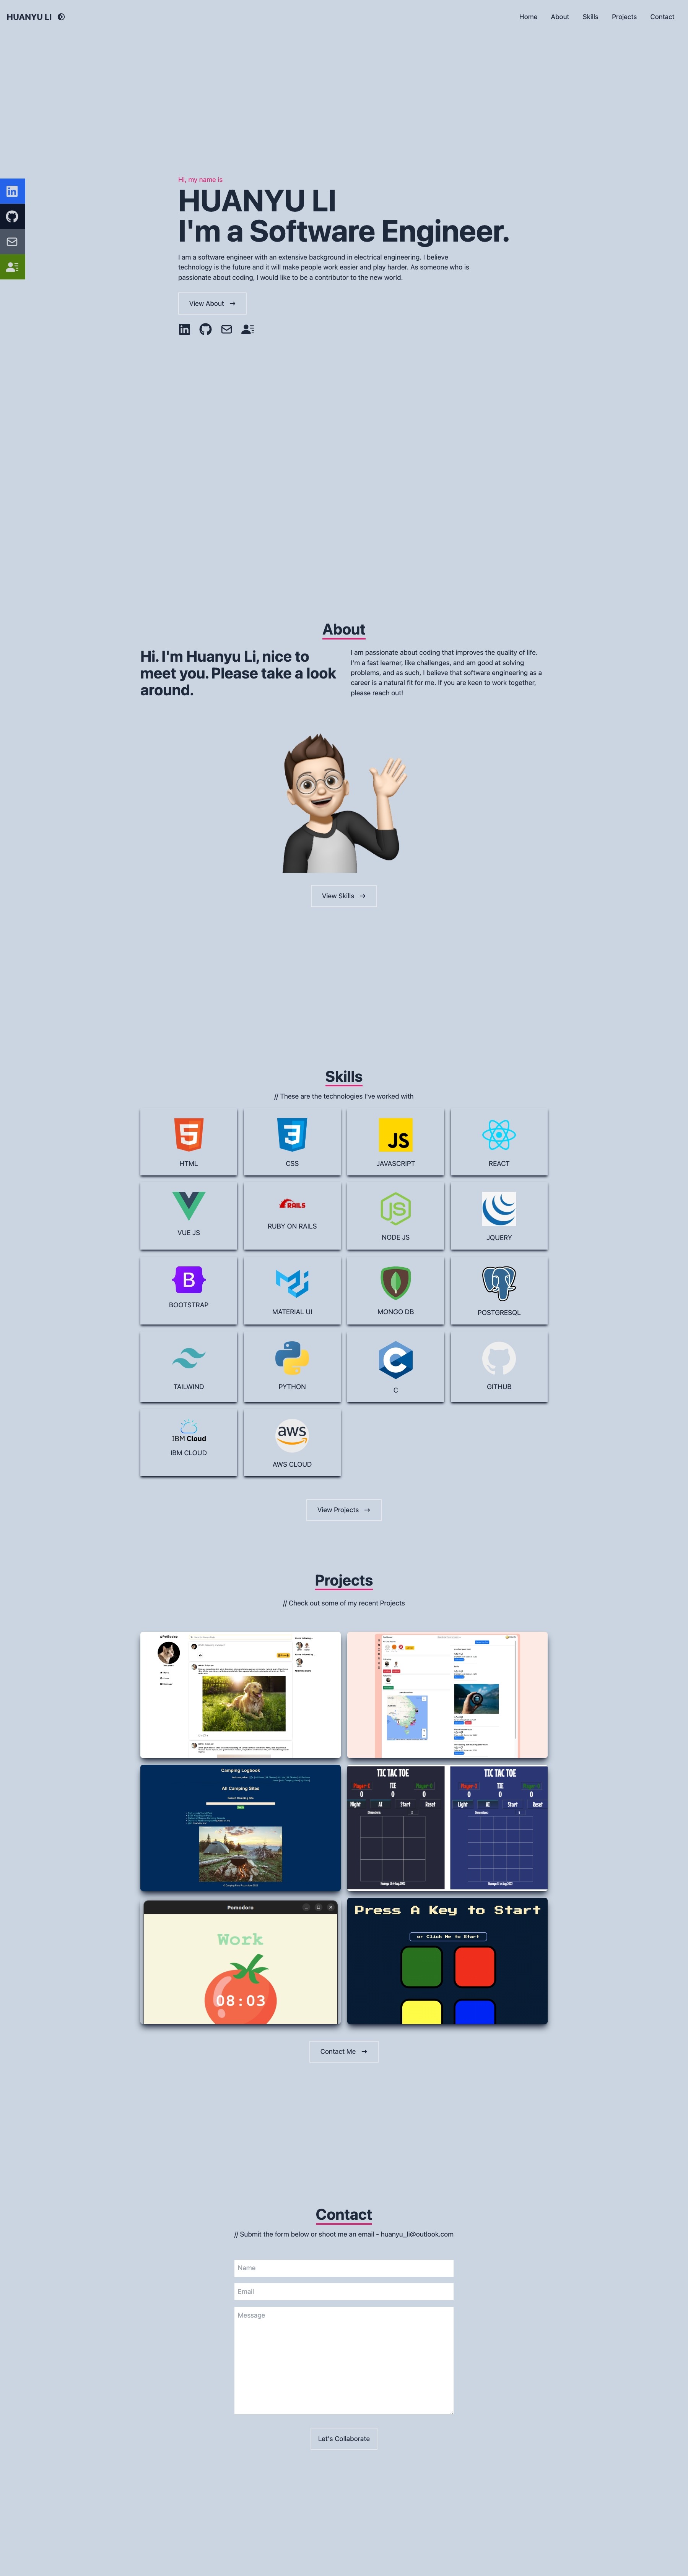 HUANYU LI
Home
About
Skills
Projects
Contact
Hi, my name is
HUANYU LI
I'm a Software Engineer.
I am a software engineer with an extensive background in electrical engineering. I believe
technology is the future and it will make people work easier and play harder. As someone who is
passionate about coding, I would like to be a contributor to the new world.
View About →
About
Hi. I'm Huanyu Li, nice to
meet you. Please take a look
around.
I am passionate about coding that improves the quality of life.
I'm a fast learner, like challenges, and am good at solving
problems, and as such, I believe that software engineering as a
career is a natural fit for me. If you are keen to work together,
please reach out!
View Skills →
Skills
// These are the technologies I've worked with
HTML
CSS
JS
JAVASCRIPT
REACT
VUE JS
RAILS
RUBY ON RAILS
NODE JS
JQUERY
B
BOOTSTRAP
MATERIAL UI
MONGO DB
POSTGRESQL
TAILWIND
PYTHON
C
C
GITHUB
IBM Cloud
IBM CLOUD
aws
AWS CLOUD
View Projects →
Projects
// Check out some of my recent Projects
Camping Logbook
All Camping Sites
TIC TAC TOE
TIE
0 0 0
Night AI Start Reset
TIC TAC TOE
TIE
0 0 0
Light AI Start Reset
Pomodoro
Work
08:03
Press A Key to Start
or Click Me to Start
Contact Me →
Contact
// Submit the form below or shoot me an email - huanyu_li@outlook.com
Name
Email
Message
Let's Collaborate